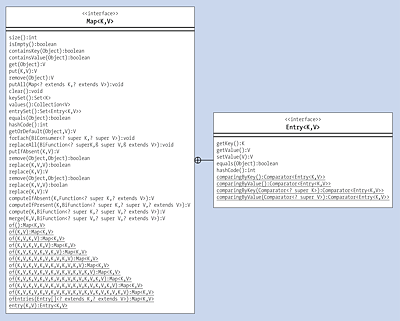 <<interface>>
Map<K,V>
size():int
isEmpty():boolean
containsKey(Object):boolean
containsValue(Object):boolean
get(Object):V
put(K,V):V
remove(Object):V
putAll(Map<? extends K,? extends V>):void
clear():void
keySet():Set<K>
values():Collection<V>
entrySet():Set<Entry<K,V>>
equals(Object):boolean
hashCode():int
getOrDefault(Object,V):V
forEach(BiConsumer<? super K,? super V>):void
replaceAll(BiFunction<? super K,? super V,? extends V>):void
putIfAbsent(K,V):V
remove(Object,Object):boolean
replace(K,V,V):boolean
replace(K,V):V
remove(Object,Object):boolean
replace(K,V,V):boolean
replace(K,V):V
computeIfAbsent(K,Function<? super K,? extends V>):V
computeIfPresent(K,BiFunction<? super K,? super V,? extends V>):V
compute(K,BiFunction<? super K,? super V,? extends V>):V
merge(K,V,BiFunction<? super V,? super V,? extends V>):V
of():Map<K,V>
of(K,V):Map<K,V>
of(K,V,K,V):Map<K,V>
of(K,V,K,V,K,V):Map<K,V>
of(K,V,K,V,K,V,K,V):Map<K,V>
of(K,V,K,V,K,V,K,V,K,V):Map<K,V>
of(K,V,K,V,K,V,K,V,K,V,K,V):Map<K,V>
of(K,V,K,V,K,V,K,V,K,V,K,V,K,V):Map<K,V>
of(K,V,K,V,K,V,K,V,K,V,K,V,K,V,K,V):Map<K,V>
of(K,V,K,V,K,V,K,V,K,V,K,V,K,V,K,V,K,V):Map<K,V>
of(K,V,K,V,K,V,K,V,K,V,K,V,K,V,K,V,K,V,K,V):Map<K,V>
ofEntries(Entry[]<? extends K,? extends V>):Map<K,V>
entry(K,V):Entry<K,V>
<<interface>>
Entry<K,V>
getKey():K
getValue():V
setValue(V):V
equals(Object):boolean
hashCode():int
comparingByKey():Comparator<Entry<K,V>>
comparingByValue():Comparator<Entry<K,V>>
comparingByKey(Comparator<? super K>):Comparator<Entry<K,V>>
comparingByValue(Comparator<? super V>):Comparator<Entry<K,V>>